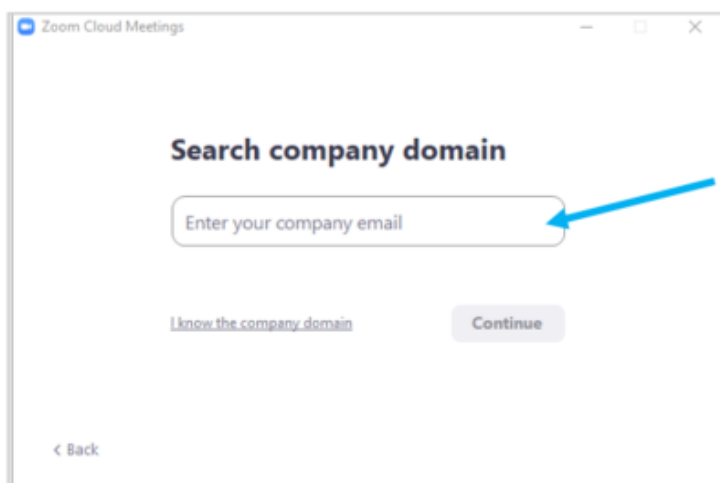 Zoom Cloud Meetings
Search company domain
Enter your company email
I know the company domain
Continue
< Back